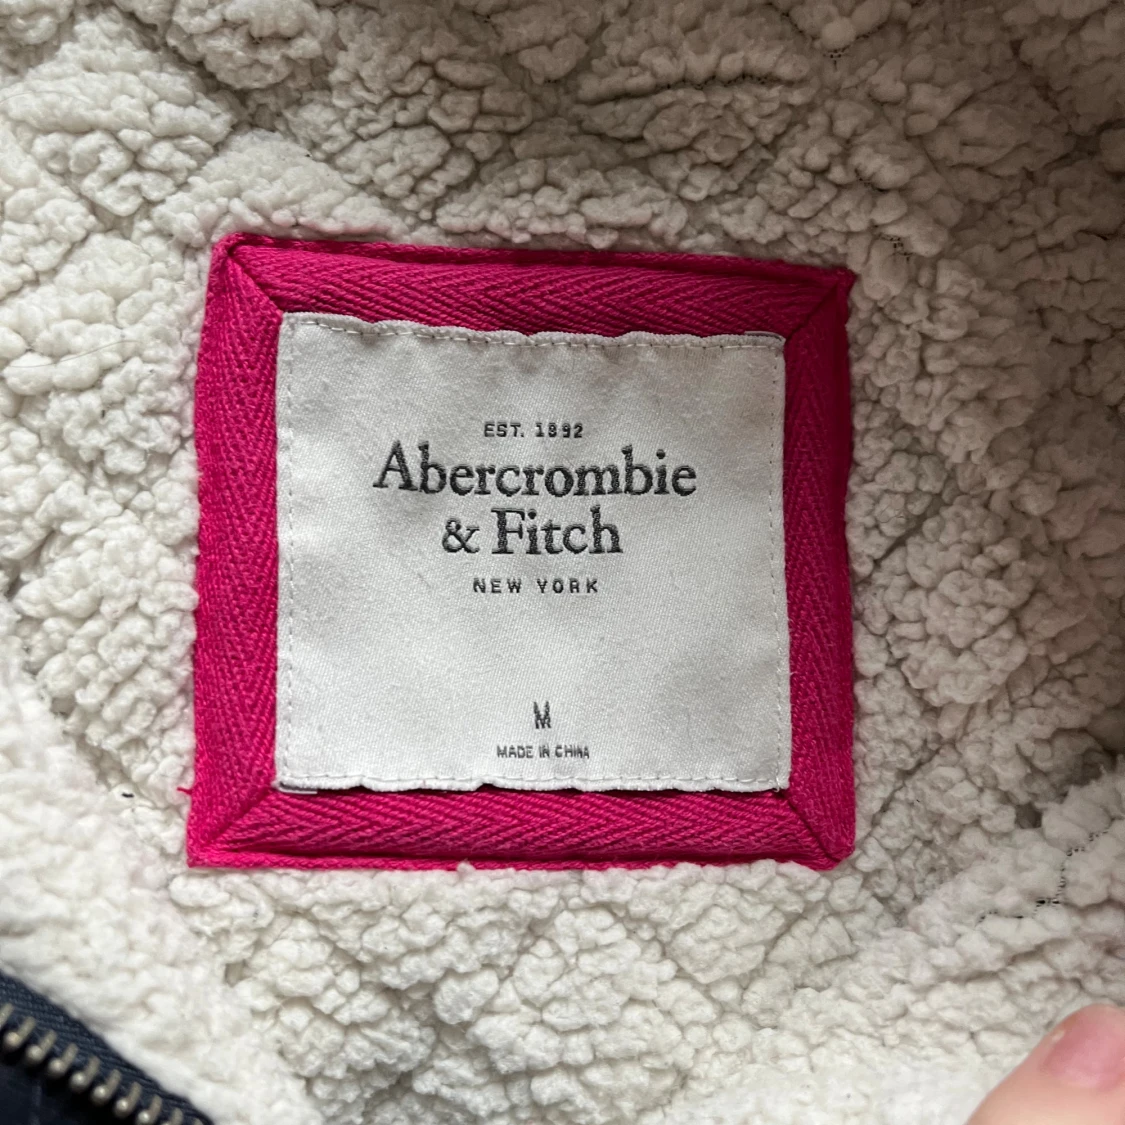 EST. 1892
Abercrombie
& Fitch
NEW YORK
M
MADE IN CHINA